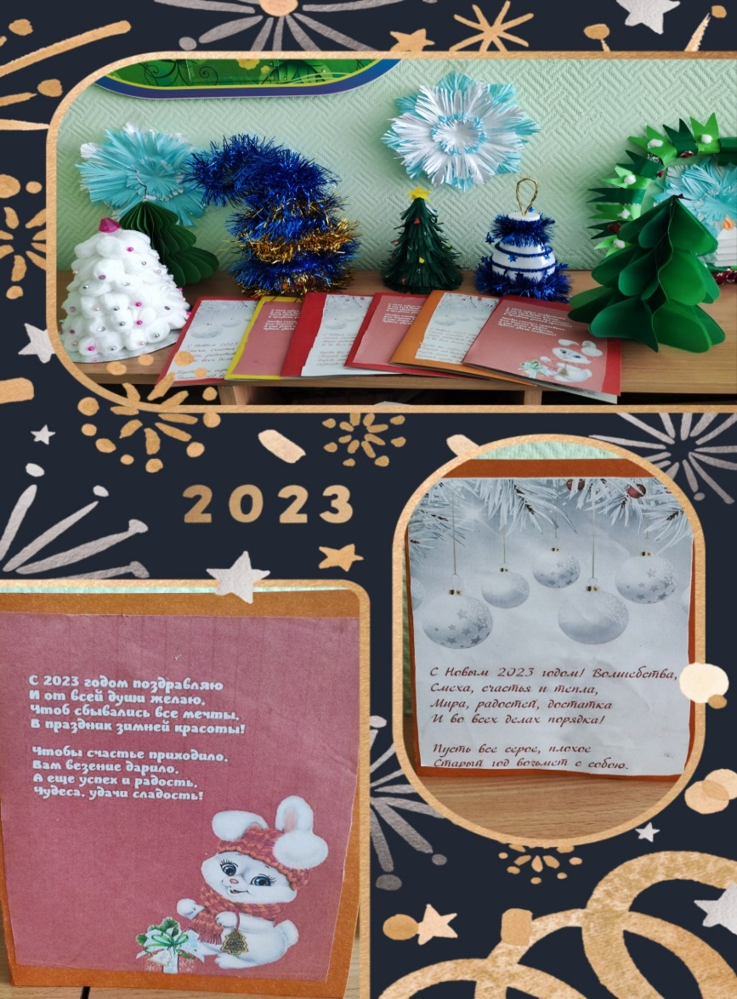 2023
С Новым 2023 годом! Волшебства,
Смеха, счастья и тепла,
Мира, радостей, достатка
И во всех делах порядка!
Пусть все серое, плохое
Старый год возьмет с собою.
С 2023 годом поздравляю
И от всей души желаю,
Чтоб сбывались все мечты,
В праздник зимней красоты!
Чтобы счастье приходило,
Вам везение дарило,
А еще успех и радость,
Чудеса, удачи сладость!